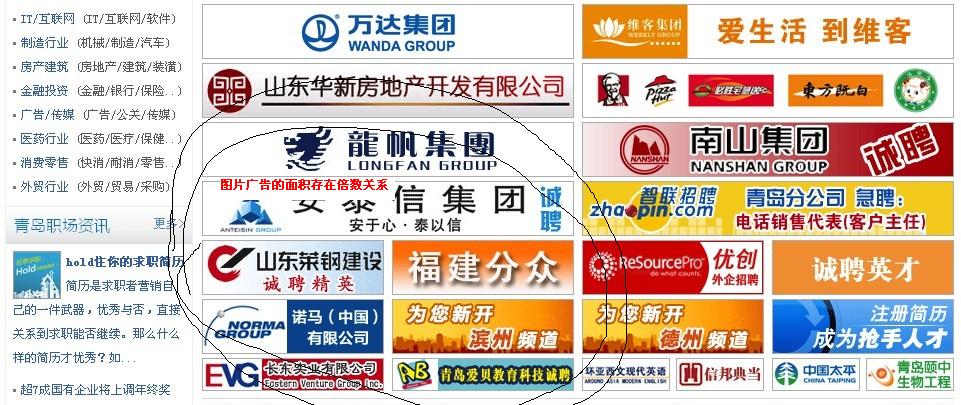 IT/互联网 (IT/互联网/软件)
制造行业 (机械/制造/汽车)
房产建筑 (房地产/建筑/装潢)
金融投资 (金融/银行/保险..)
广告/传媒 (广告/公关/传媒)
医药行业 (医药/医疗/保健..)
消费零售 (快消/耐消/零售..)
外贸行业 (外贸/贸易/采购)
青岛职场资讯 更多>
hold住你的求职简历
简历是求职者营销自
己的一件武器,优秀与否,直接
关系到求职能否继续。那么什么
样的简历才优秀?如...
超7成国有企业将上调年终奖
万达集团
WANDA GROUP
维客集团
WEEKLY GROUP
爱生活 到维客
山东华新房地产开发有限公司
Pizza Hut
必胜宅急送
東方既白
龍帆集團
LONGFAN GROUP
NANSHAN
南山集团
NANSHAN GROUP
诚聘
图片广告的面积存在倍数关系
安泰信集团
ANTEISIN GROUP
安于心·泰以信
诚聘
智联招聘
zhaopin.com
青岛分公司 急聘:
电话销售代表(客户主任)
山东莱钢建设
诚聘精英
福建分众
ReSourcePro
do what counts.
优创
外企招聘
诚聘英才
NORMA
GROUP
诺马(中国)
有限公司
为您新开
滨州 频道
为您新开
德州 频道
注册简历
成为抢手人才
EVG
长东实业有限公司
Eastern Venture Group Inc.
AB
青岛爱贝教育科技诚聘
环亚西文现代英语
AROUND ASIA MODERN ENGLISH
信邦典当
中国太平
CHINA TAIPING
青岛颐中
生物工程